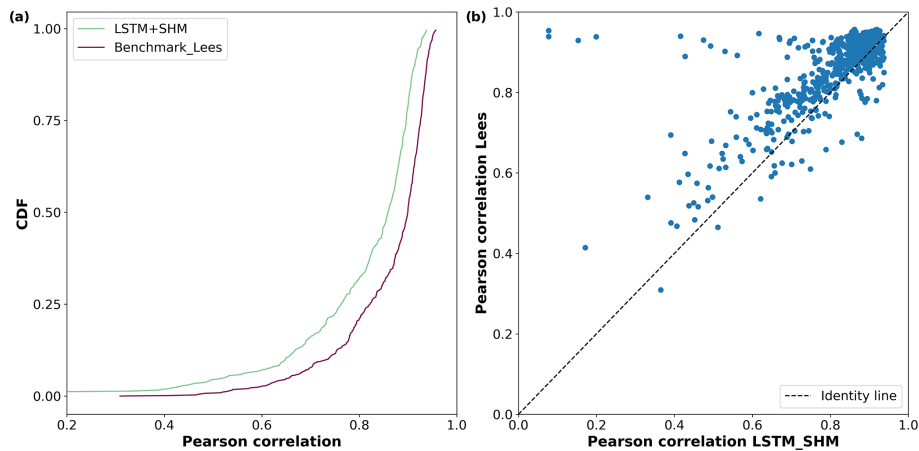 (a)
LSTM+SHM
Benchmark_Lees
1.00
0.75
0.50
0.25
0.00
CDF
0.2
0.4
0.6
0.8
1.0
Pearson correlation
(b)
1.0
0.8
0.6
0.4
0.2
0.0
Pearson correlation Lees
Identity line
0.0
0.2
0.4
0.6
0.8
1.0
Pearson correlation LSTM_SHM